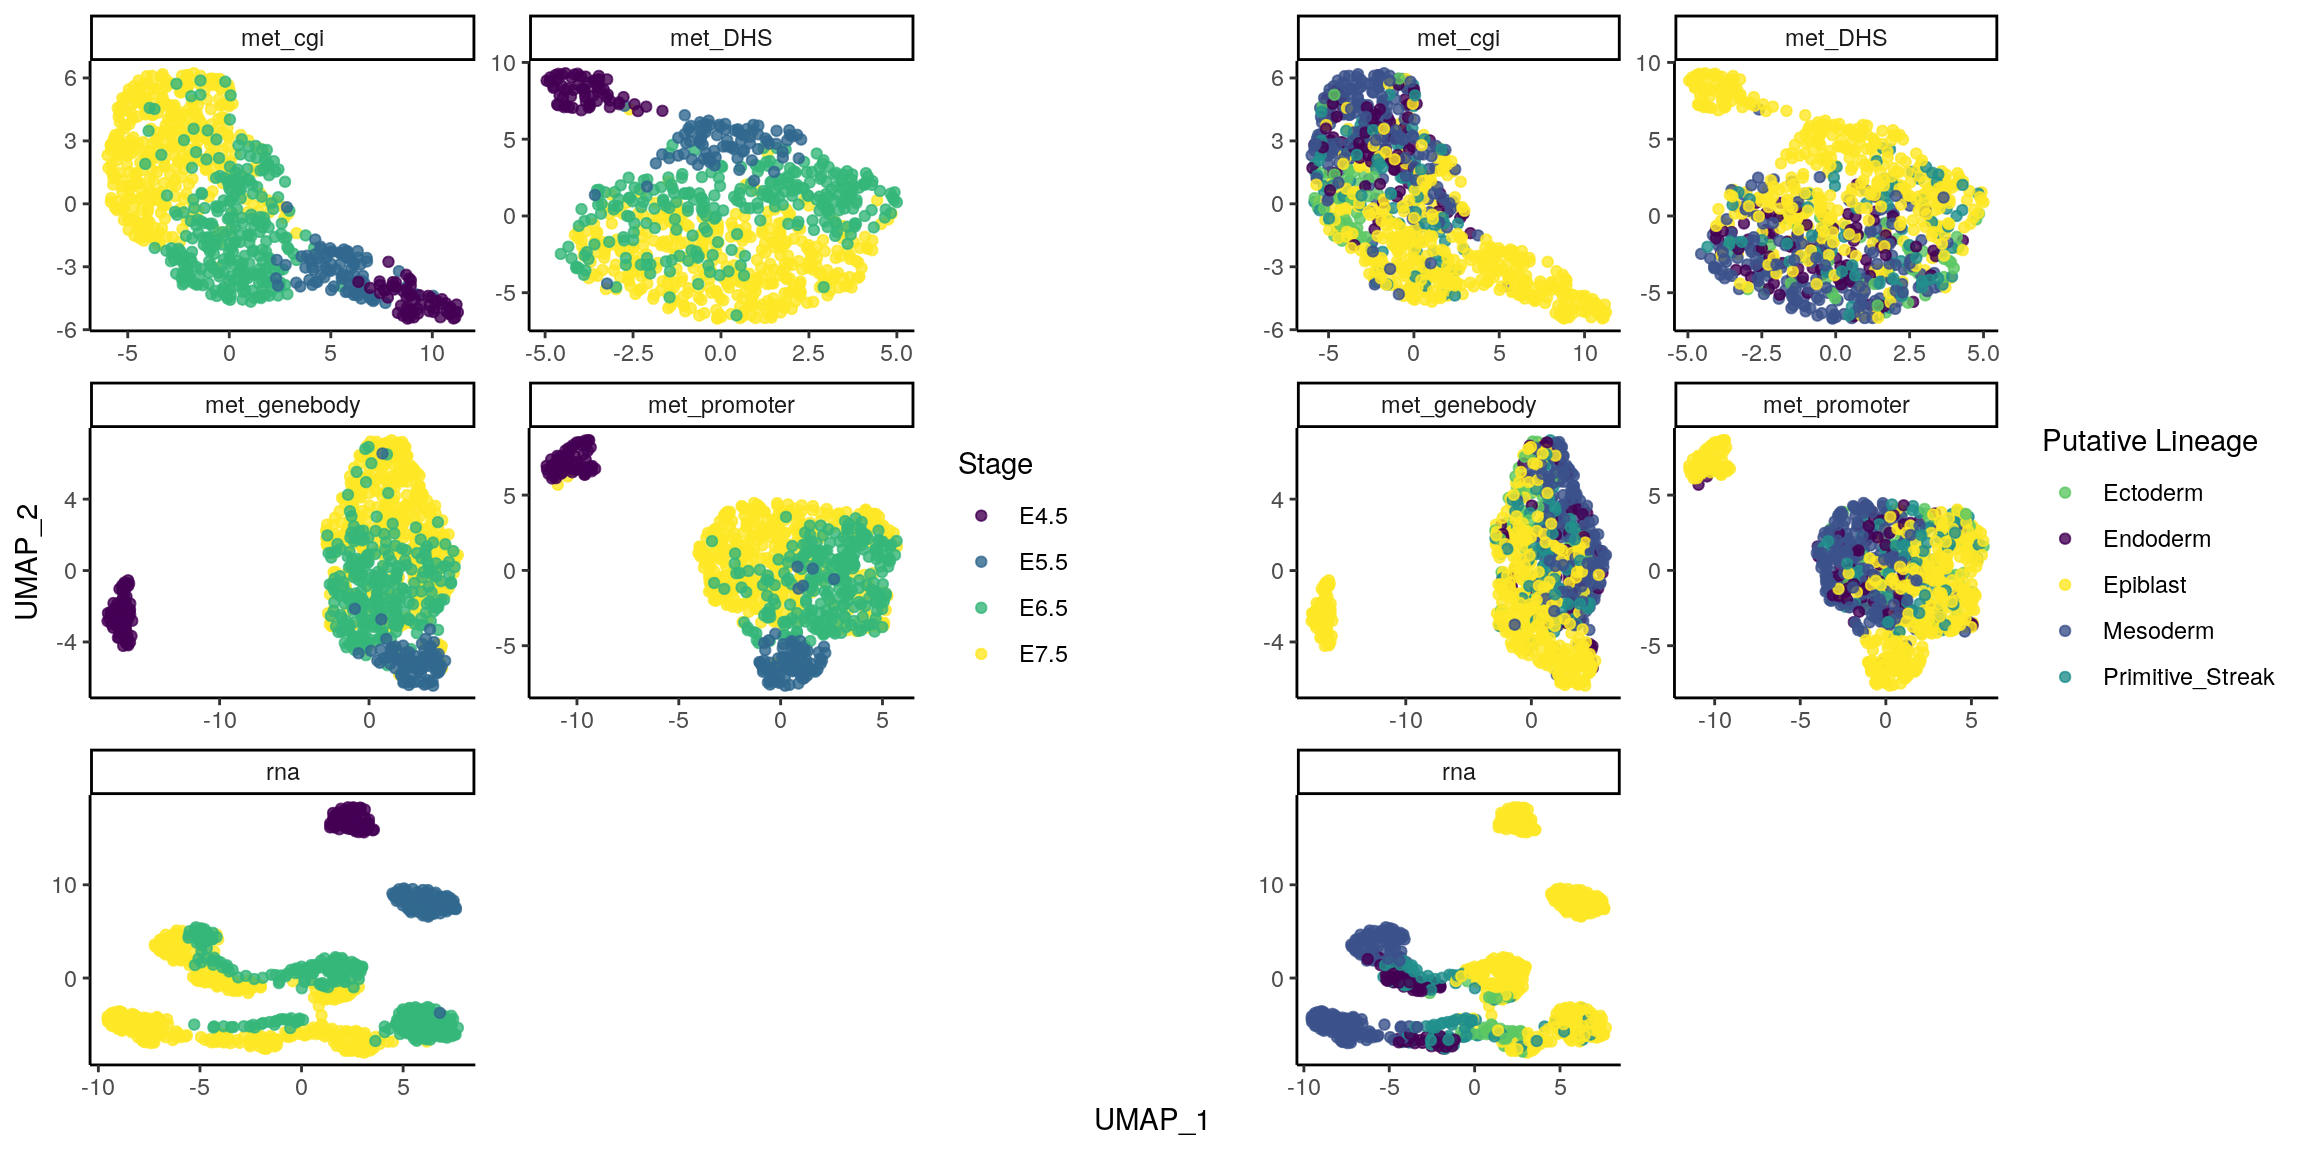 met_cgi
met_DHS
met_cgi
met_DHS
6
3
0
-3
-6
10
5
0
-5
6
3
0
-3
-6
10
5
0
-5
-5 0 5 10
-5.0 -2.5 0.0 2.5 5.0
-5 0 5 10
-5.0 -2.5 0.0 2.5 5.0
met_genebody
met_promoter
met_genebody
met_promoter
4
0
-4
5
0
-5
4
0
-4
5
0
-5
-10 0
-10 -5 0 5
-10 0
-10 -5 0 5
Stage
E4.5
E5.5
E6.5
E7.5
Putative Lineage
Ectoderm
Endoderm
Epiblast
Mesoderm
Primitive_Streak
UMAP_2
rna
rna
10
0
10
0
-10 -5 0 5
-10 -5 0 5
UMAP_1